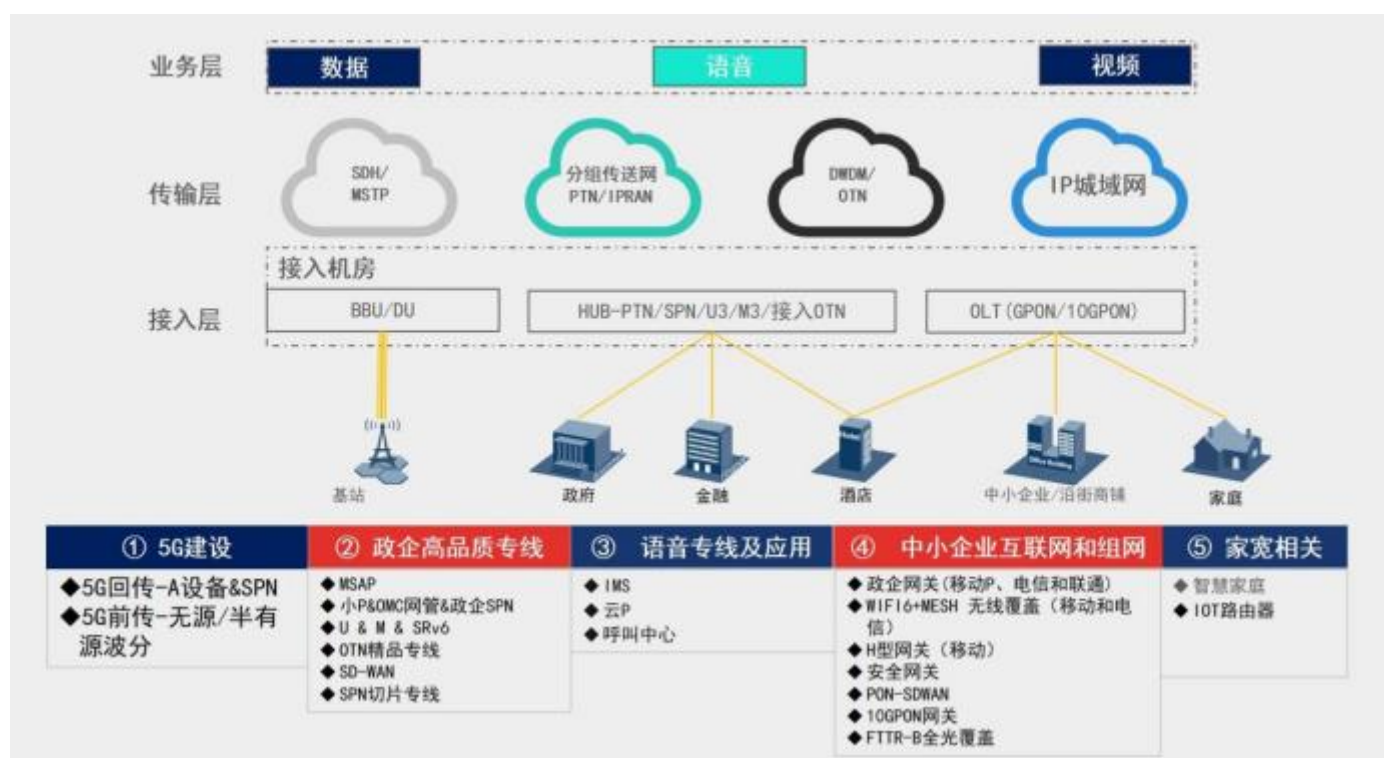 业务层
数据
语音
视频
传输层
SDH/
MSTP
分组传送网
PTN/IPRAN
DWDM/
OTN
IP城域网
接入机房
接入层
BBU/DU
HUB-PTN/SPN/U3/M3/接入OTN
OLT(GPON/10GPON)
基站
政府
金融
酒店
中小企业/沿街商铺
家庭
① 5G建设
◆5G回传-A设备&SPN
◆5G前传-无源/半有
源波分
② 政企高品质专线
◆MSAP
◆小P&OMC网管&政企SPN
◆U & M & SRv6
◆OTN精品专线
◆SD-WAN
◆SPN切片专线
③ 语音专线及应用
◆IMS
◆云P
◆呼叫中心
④ 中小企业互联网和组网
◆政企网关(移动P、电信和联通)
◆WIFI6+MESH 无线覆盖（移动和电
信）
◆H型网关（移动）
◆安全网关
◆PON-SDWAN
◆10GPON网关
◆FTTR-B全光覆盖
⑤ 家宽相关
◆智慧家庭
◆IOT路由器